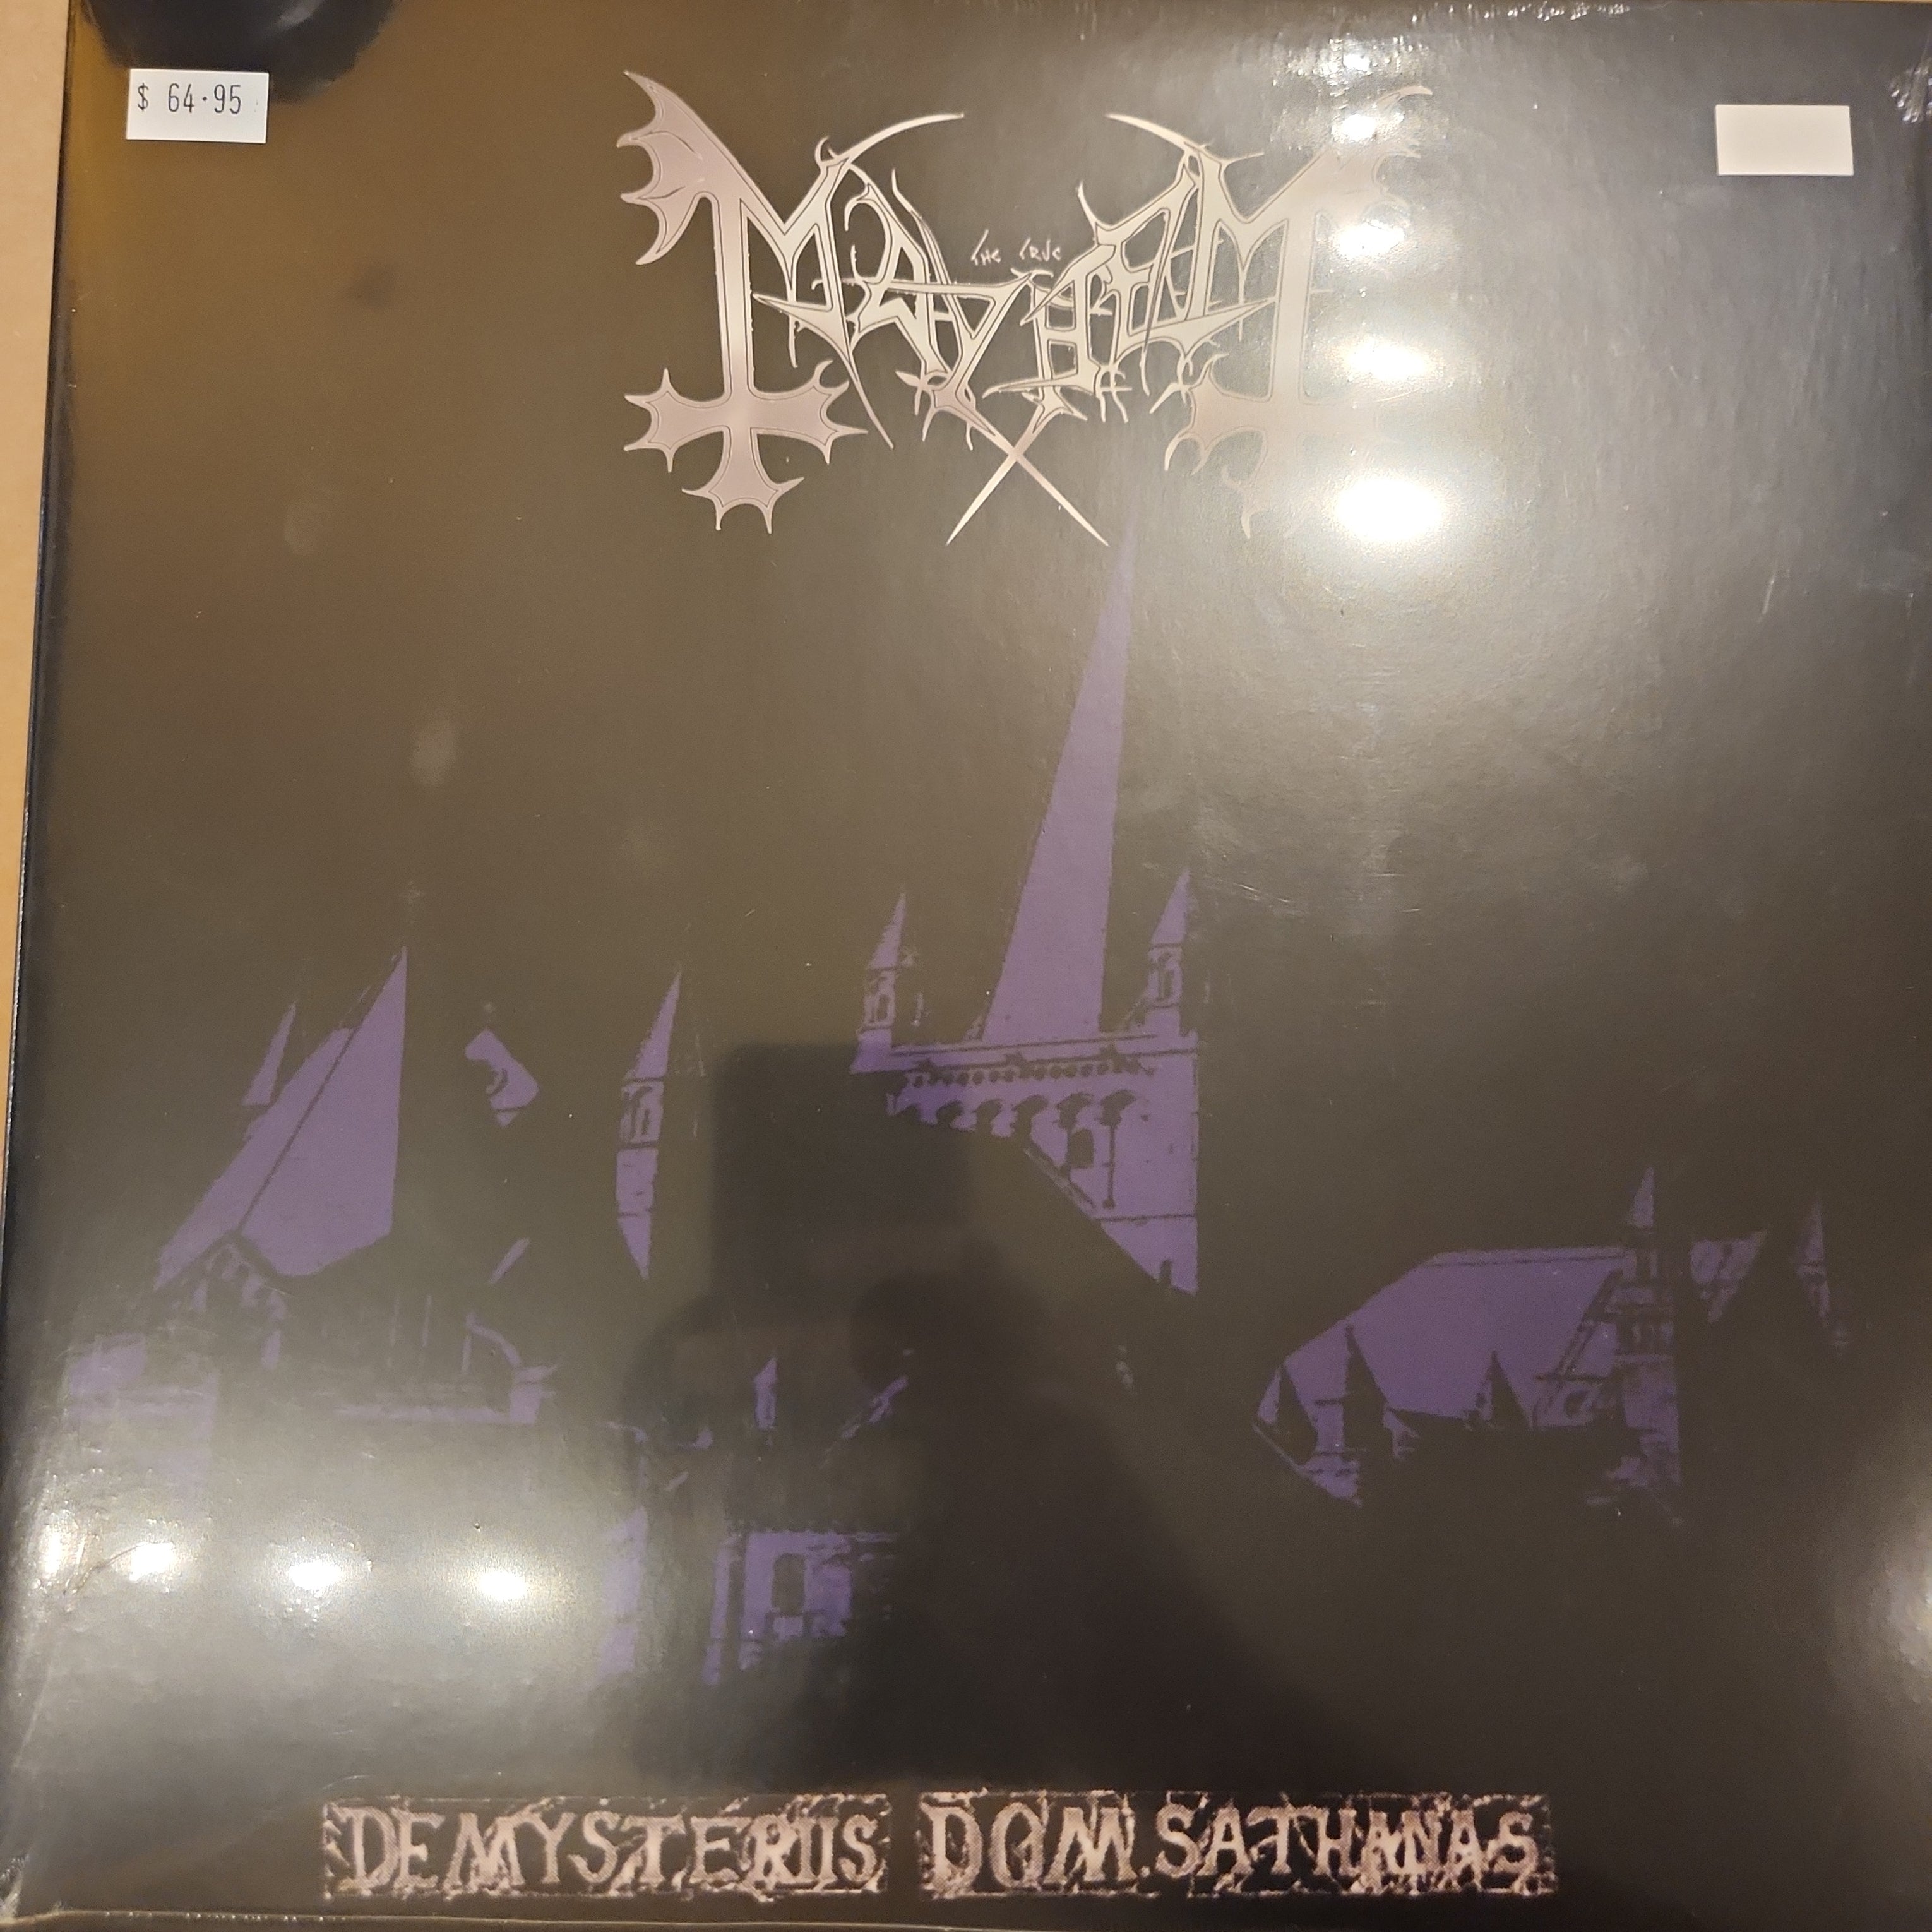 $ 64.95
THE TRUE
MAYHEM
DE MYSTERIIS DOM. SATHANAS